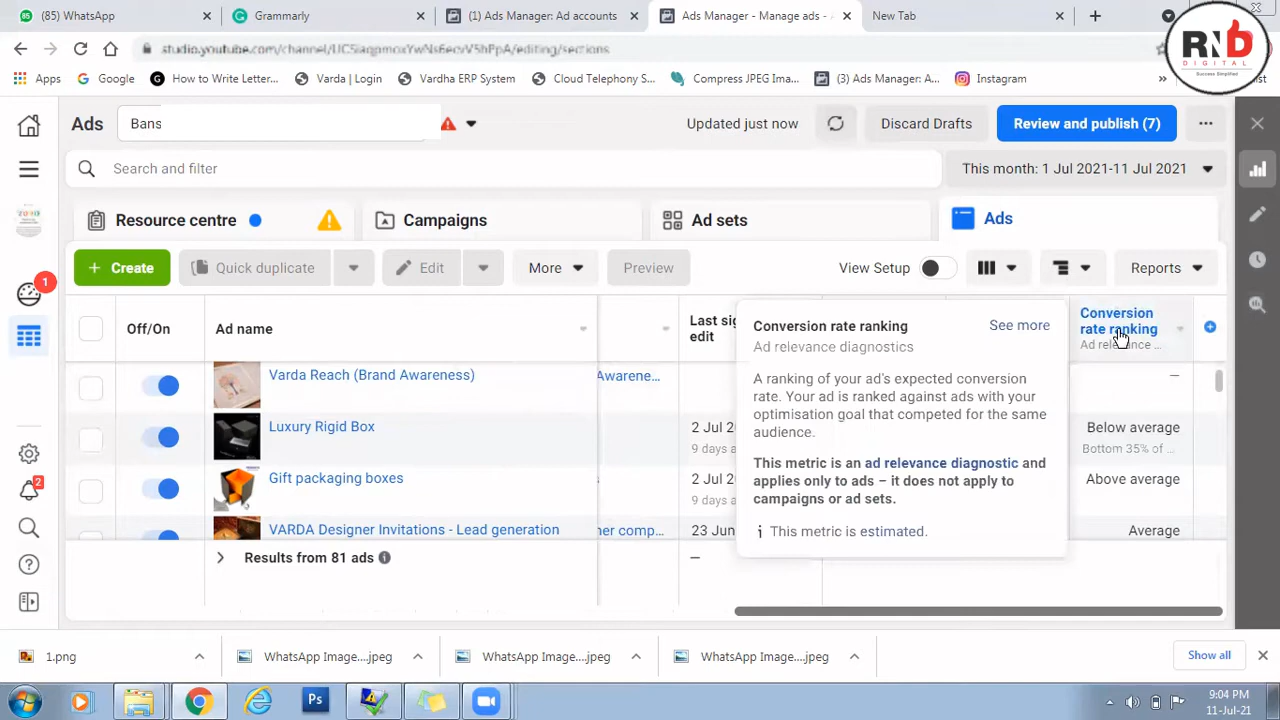 (85) WhatsApp
Grammarly
(1) Ads Manager: Ad accounts
Ads Manager - Manage ads -
New Tab
Apps
Google
How to Write Letter...
Vardha | Login
Vardha ERP
Cloud Telephony Sy...
Compress JPEG Ima...
(3) Ads Manager: A...
Instagram
RND
DIGITAL
Success Simplified
Ads
Bans
Updated just now
Discard Drafts
Review and publish (7)
Search and filter
This month: 1 Jul 2021-11 Jul 2021
Resource centre
Campaigns
Ad sets
Ads
+ Create
Quick duplicate
Edit
More
Preview
View Setup
Reports
1
Off/On
Ad name
Last sig
edit
Conversion
rate ranking
Ad relevance ...
Conversion rate ranking
See more
Ad relevance diagnostics
A ranking of your ad's expected conversion
rate. Your ad is ranked against ads with your
optimisation goal that competed for the same
audience.
This metric is an ad relevance diagnostic and
applies only to ads – it does not apply to
campaigns or ad sets.
This metric is estimated.
Varda Reach (Brand Awareness)
Awarene...
–
Luxury Rigid Box
2 Jul 2
9 days a
Below average
Bottom 35% of ...
Gift packaging boxes
2 Jul 2
9 days a
Above average
VARDA Designer Invitations - Lead generation
ner comp...
23 Jun
Average
2
Results from 81 ads
–
1.png
WhatsApp Image....jpeg
WhatsApp Image....jpeg
WhatsApp Image....jpeg
Show all
Ps
9:04 PM
11-Jul-21